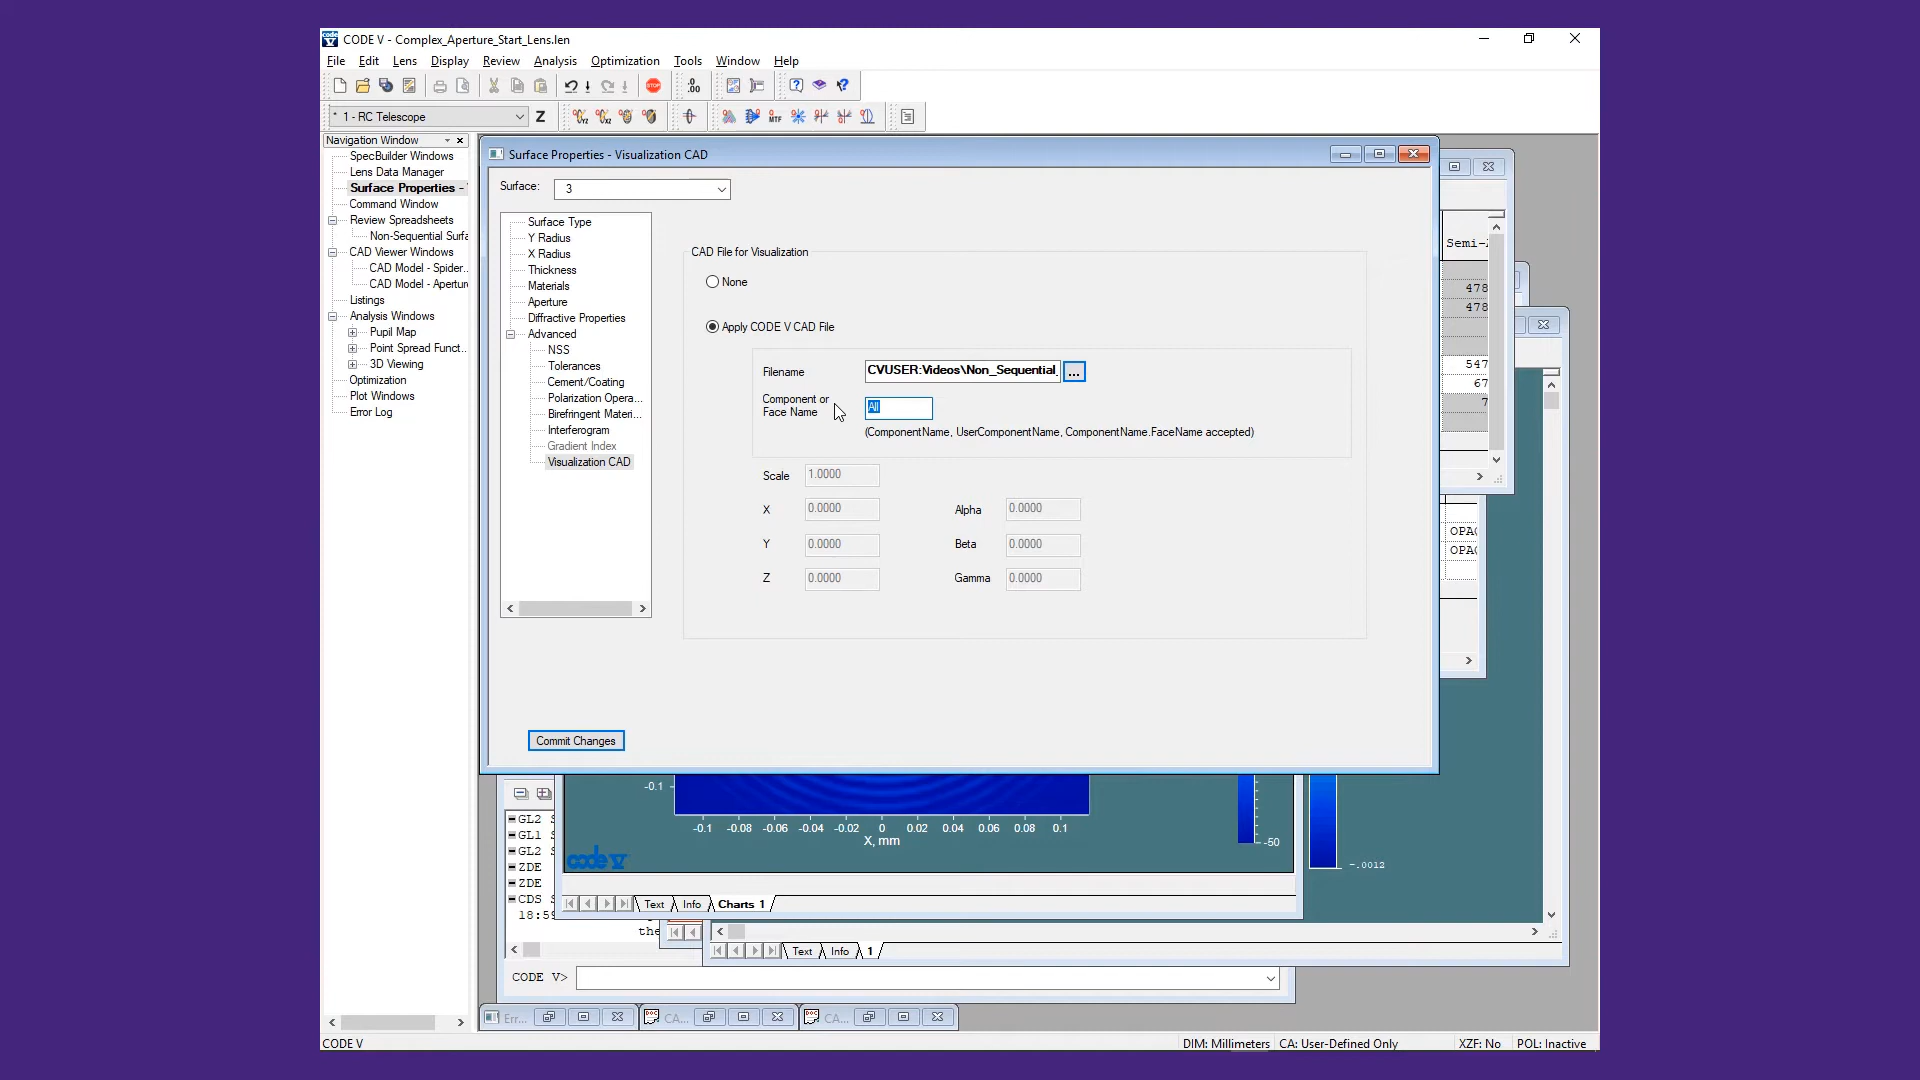 CODE V - Complex_Aperture_Start_Lens.len
File Edit Lens Display Review Analysis Optimization Tools Window Help
* 1 - RC Telescope
Z
STOP
.0
.00
MTF
Navigation Window
SpecBuilder Windows
Lens Data Manager
Surface Properties -
Command Window
Review Spreadsheets
Non-Sequential Surfa
CAD Viewer Windows
CAD Model - Spider..
CAD Model - Apertur
Listings
Analysis Windows
Pupil Map
Point Spread Funct..
3D Viewing
Optimization
Plot Windows
Error Log
Surface Properties - Visualization CAD
Surface: 3
Surface Type
Y Radius
X Radius
Thickness
Materials
Aperture
Diffractive Properties
Advanced
NSS
Tolerances
Cement/Coating
Polarization Opera...
Birefringent Materi...
Interferogram
Gradient Index
Visualization CAD
CAD File for Visualization
None
Apply CODE V CAD File
Filename CVUSER:Videos\Non_Sequential_ ...
Component or
Face Name
All
(ComponentName, UserComponentName, ComponentName.FaceName accepted)
Scale 1.0000
X 0.0000 Alpha 0.0000
Y 0.0000 Beta 0.0000
Z 0.0000 Gamma 0.0000
Commit Changes
478
478
547
67
7
OPA
OPA
-0.1
-0.1 -0.08 -0.06 -0.04 -0.02 0 0.02 0.04 0.06 0.08 0.1
X, mm
-50
-.0012
code V
GL2 S
GL1 S
GL2 S
ZDE
ZDE
CDS S
18:59
the
Text Info Charts 1
Text Info 1
CODE V>
Err... CA... CA...
CODE V DIM: Millimeters CA: User-Defined Only XZF: No POL: Inactive